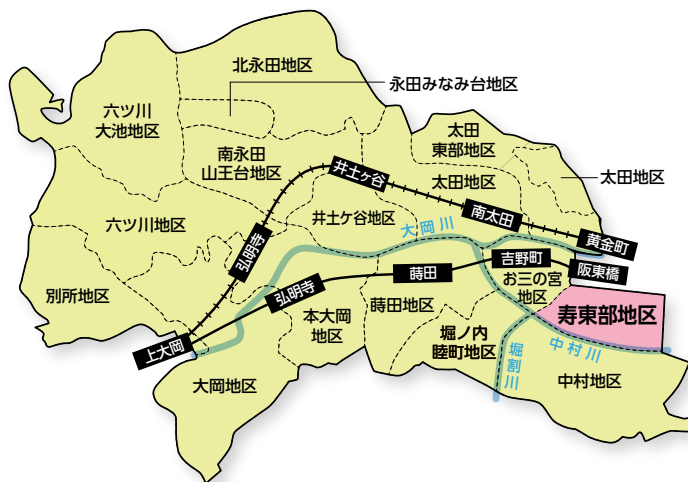 北永田地区
永田みなみ台地区
六ツ川
大池地区
太田
東部地区
南永田
山王台地区
井土ヶ谷
太田地区
太田地区
六ツ川地区
井土ケ谷地区
大岡川
南太田
黄金町
弘明寺
吉野町
阪東橋
別所地区
弘明寺
蒔田
お三の宮
地区
本大岡
地区
蒔田地区
寿東部地区
上大岡
堀ノ内
睦町地区
堀割川
中村川
大岡地区
中村地区